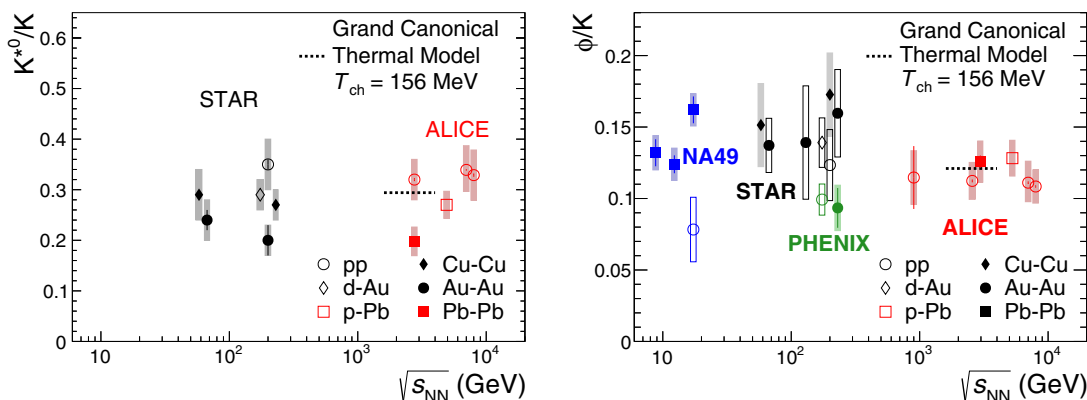 K*0/K
0.6
0.5
0.4
0.3
0.2
0.1
0
Grand Canonical
Thermal Model
Tch = 156 MeV
STAR
ALICE
pp
Cu-Cu
d-Au
Au-Au
p-Pb
Pb-Pb
10 10² 10³ 10⁴
√sNN (GeV)
ϕ/K
0.2
0.15
0.1
0.05
0
Grand Canonical
Thermal Model
Tch = 156 MeV
NA49
STAR
PHENIX
ALICE
pp
Cu-Cu
d-Au
Au-Au
p-Pb
Pb-Pb
10 10² 10³ 10⁴
√sNN (GeV)